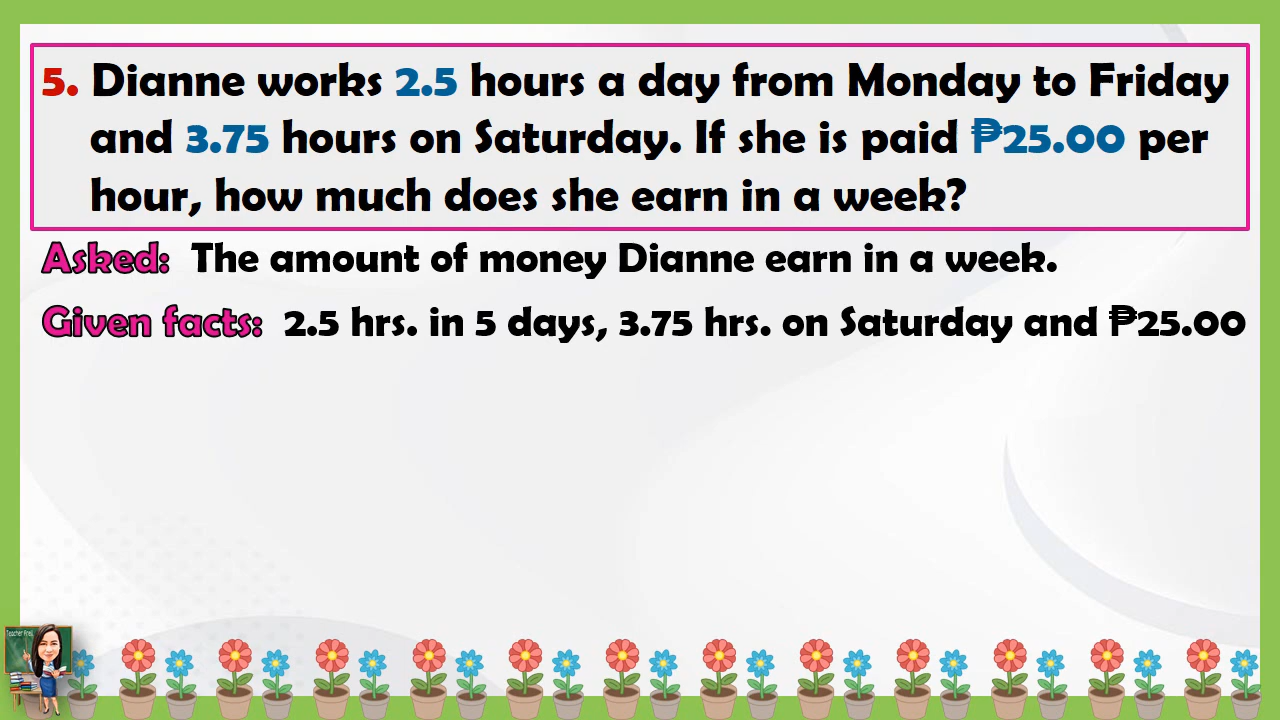 5. Dianne works 2.5 hours a day from Monday to Friday
and 3.75 hours on Saturday. If she is paid ₱25.00 per
hour, how much does she earn in a week?
Asked: The amount of money Dianne earn in a week.
Given facts: 2.5 hrs. in 5 days, 3.75 hrs. on Saturday and ₱25.00